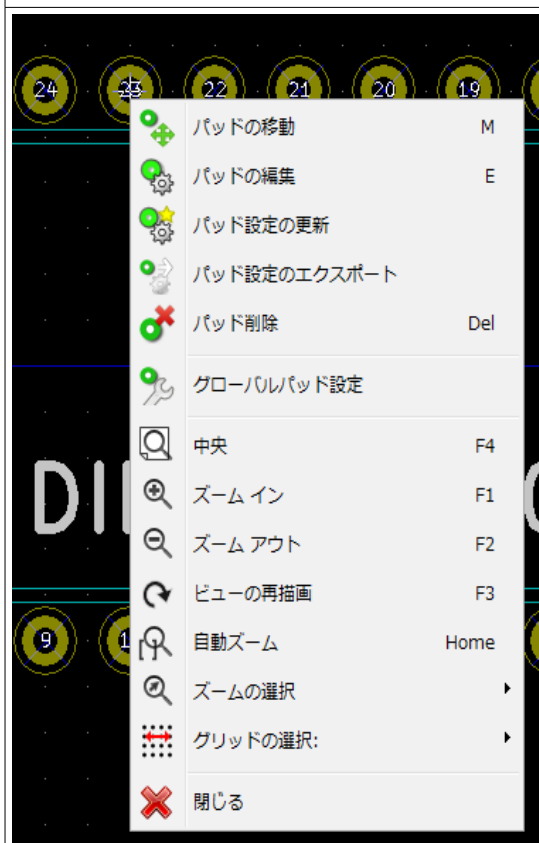 24 23 22 21 20 19
パッドの移動 M
パッドの編集 E
パッド設定の更新
パッド設定のエクスポート
パッド削除 Del
グローバルパッド設定
中央 F4
ズーム イン F1
ズーム アウト F2
ビューの再描画 F3
自動ズーム Home
ズームの選択
グリッドの選択:
閉じる
DI
9 1